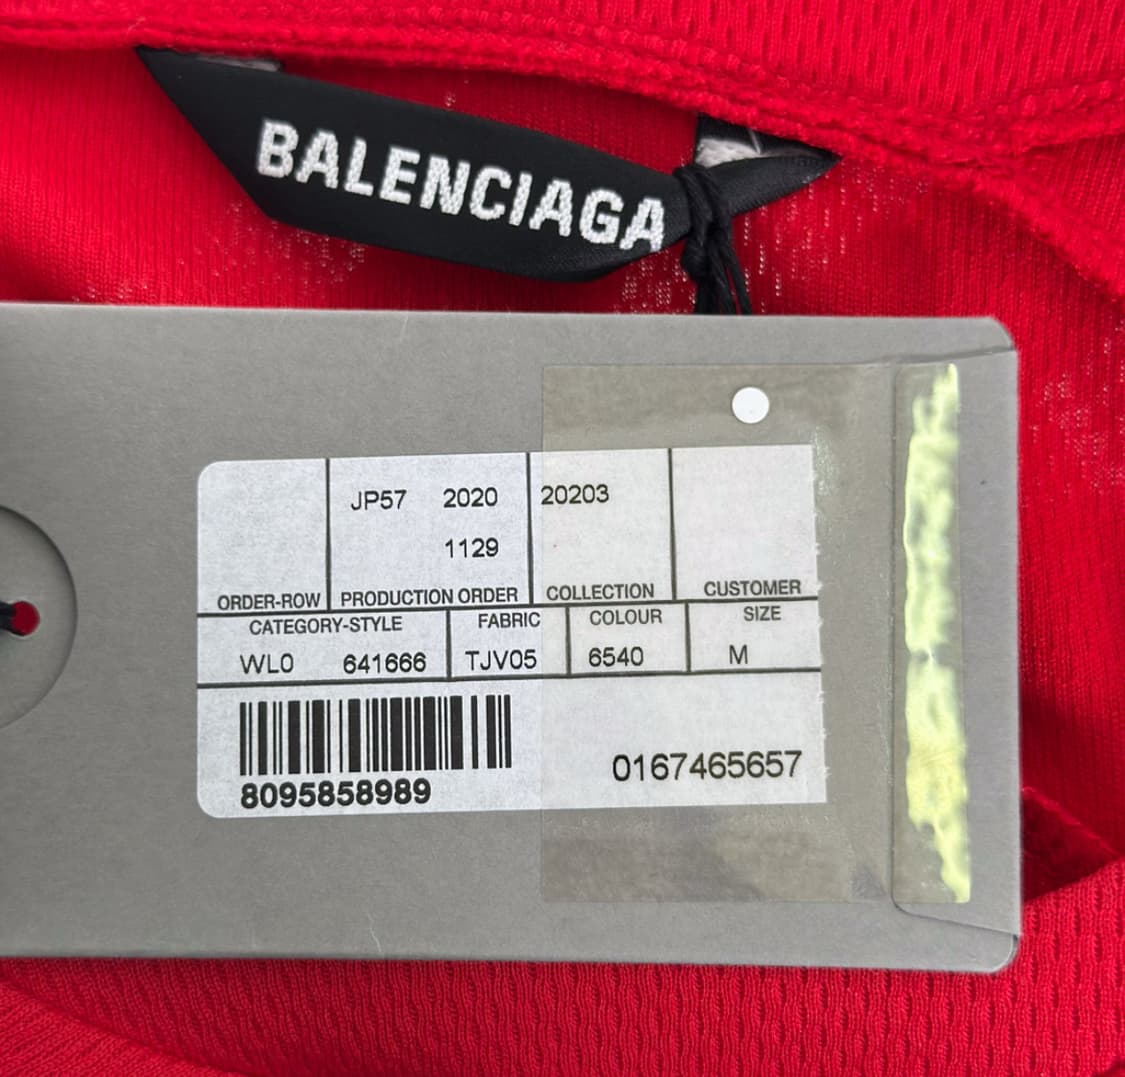 BALENCIAGA
JP57 2020 20203
1129
ORDER-ROW PRODUCTION ORDER COLLECTION CUSTOMER
CATEGORY-STYLE FABRIC COLOUR SIZE
WL0 641666 TJV05 6540 M
8095858989 0167465657